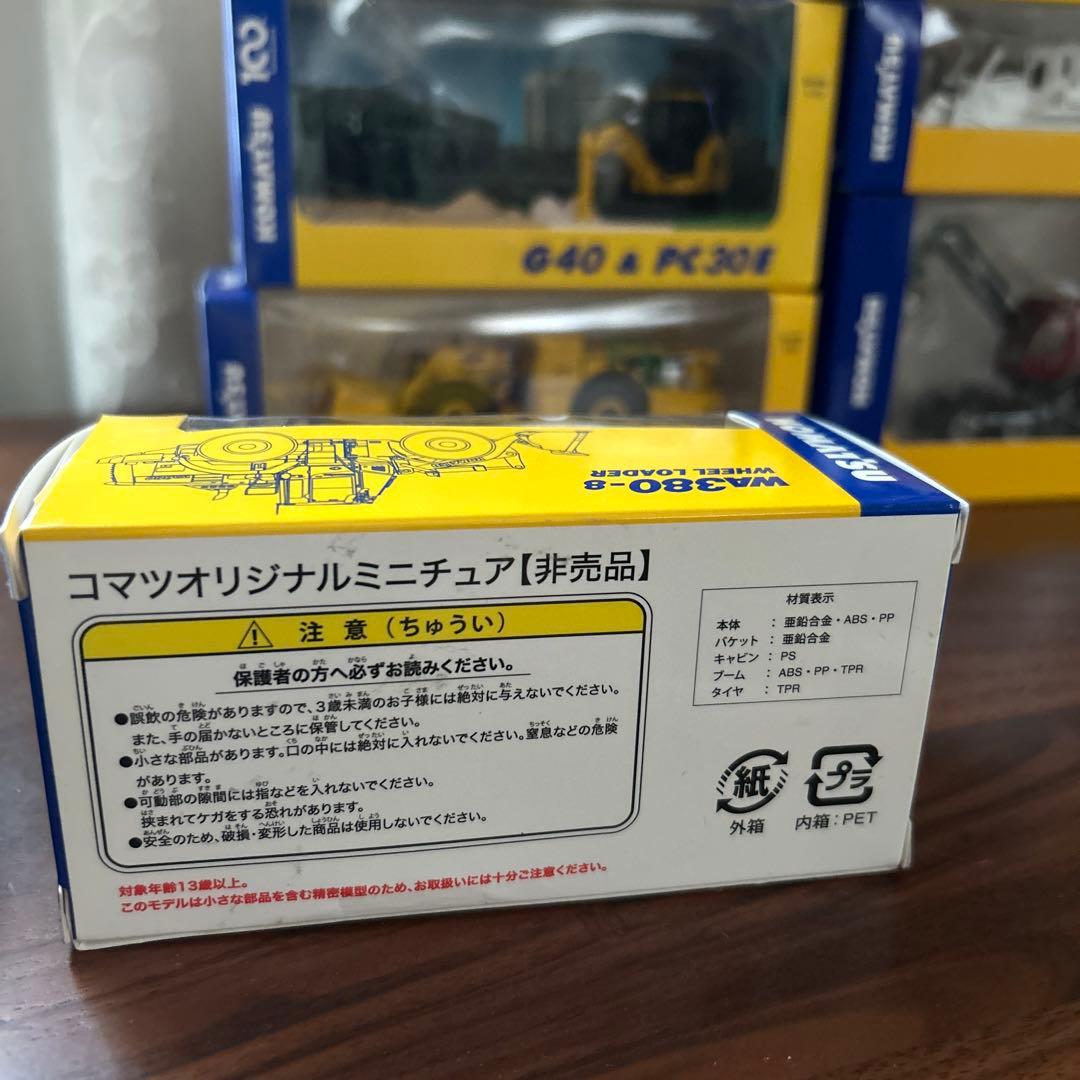 KOMATSU 100
G40 & PC30E
KOMATSU
KOMATSU
KOMATSU
KOMATSU
WA380-8
WHEEL LOADER
コマツオリジナルミニチュア【非売品】
注意（ちゅうい）
保護者の方へ必ずお読みください。
●誤飲の危険がありますので、3歳未満のお子様には絶対に与えないでください。
また、手の届かないところに保管してください。
●小さな部品があります。口の中には絶対に入れないでください。窒息などの危険
があります。
●可動部の隙間には指などを入れないでください。
挟まれてケガをする恐れがあります。
●安全のため、破損・変形した商品は使用しないでください。
対象年齢13歳以上。
このモデルは小さな部品を含む精密模型のため、お取扱いには十分ご注意ください。
材質表示
本体 ：亜鉛合金・ABS・PP
バケット：亜鉛合金
キャビン：PS
ブーム ：ABS・PP・TPR
タイヤ ：TPR
紙
外箱
プラ
内箱：PET